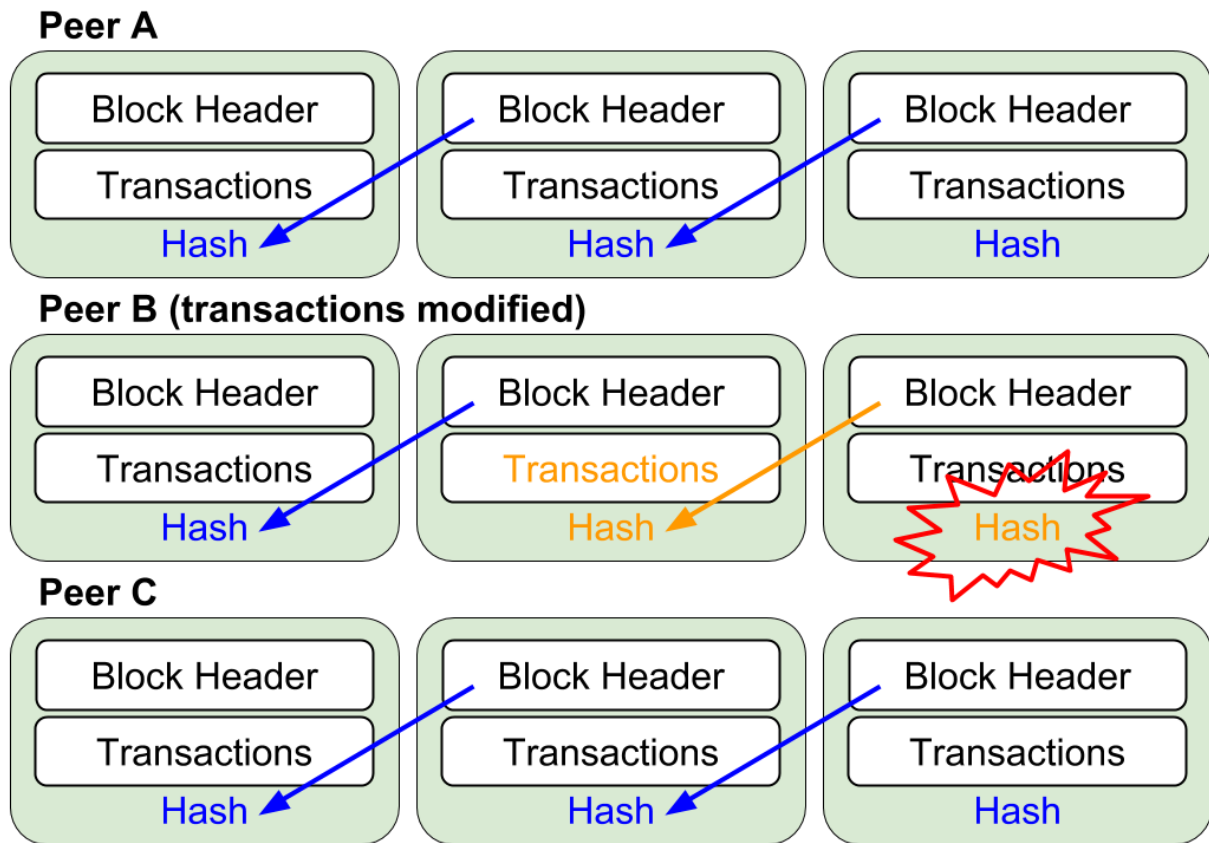 Peer A
Block Header Block Header Block Header
Transactions Transactions Transactions
Hash Hash Hash
Peer B (transactions modified)
Block Header Block Header Block Header
Transactions Transactions Transactions
Hash Hash Hash
Peer C
Block Header Block Header Block Header
Transactions Transactions Transactions
Hash Hash Hash